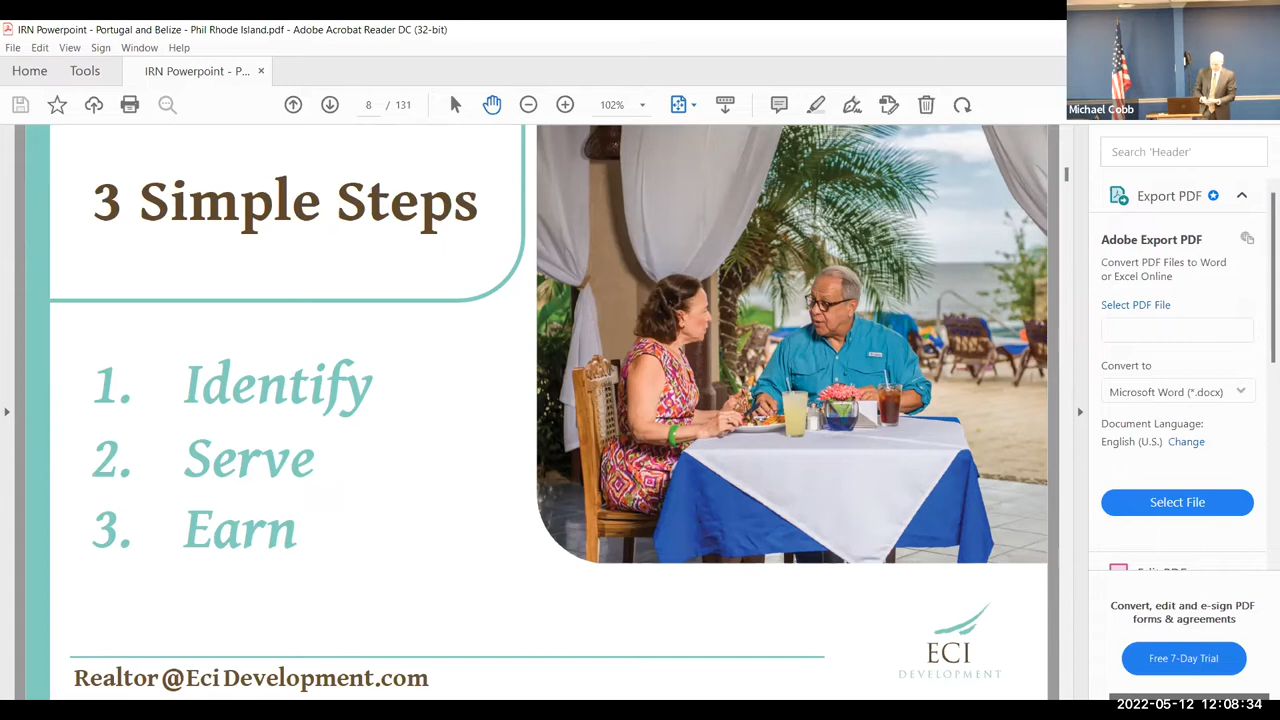 IRN Powerpoint - Portugal and Belize - Phil Rhode Island.pdf - Adobe Acrobat Reader DC (32-bit)
File Edit View Sign Window Help
Home Tools IRN Powerpoint - P... ×
8 / 131 102%
Michael Cobb
3 Simple Steps
1. Identify
2. Serve
3. Earn
Realtor@EciDevelopment.com
ECI
DEVELOPMENT
Search 'Header'
Export PDF
Adobe Export PDF
Convert PDF Files to Word
or Excel Online
Select PDF File
Convert to
Microsoft Word (*.docx)
Document Language:
English (U.S.) Change
Select File
Convert, edit and e-sign PDF
forms & agreements
Free 7-Day Trial
2022-05-12 12:08:34